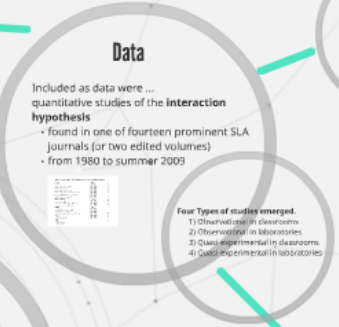 Data
Included as data were ...
quantitative studies of the interaction
hypothesis
• found in one of fourteen prominent SLA
journals (or two edited volumes)
• from 1980 to summer 2009
Four Types of studies emerged.
1) Observational in classrooms
2) Observational in laboratories
3) Quasi-experimental in classrooms
4) Quasi-experimental in laboratories